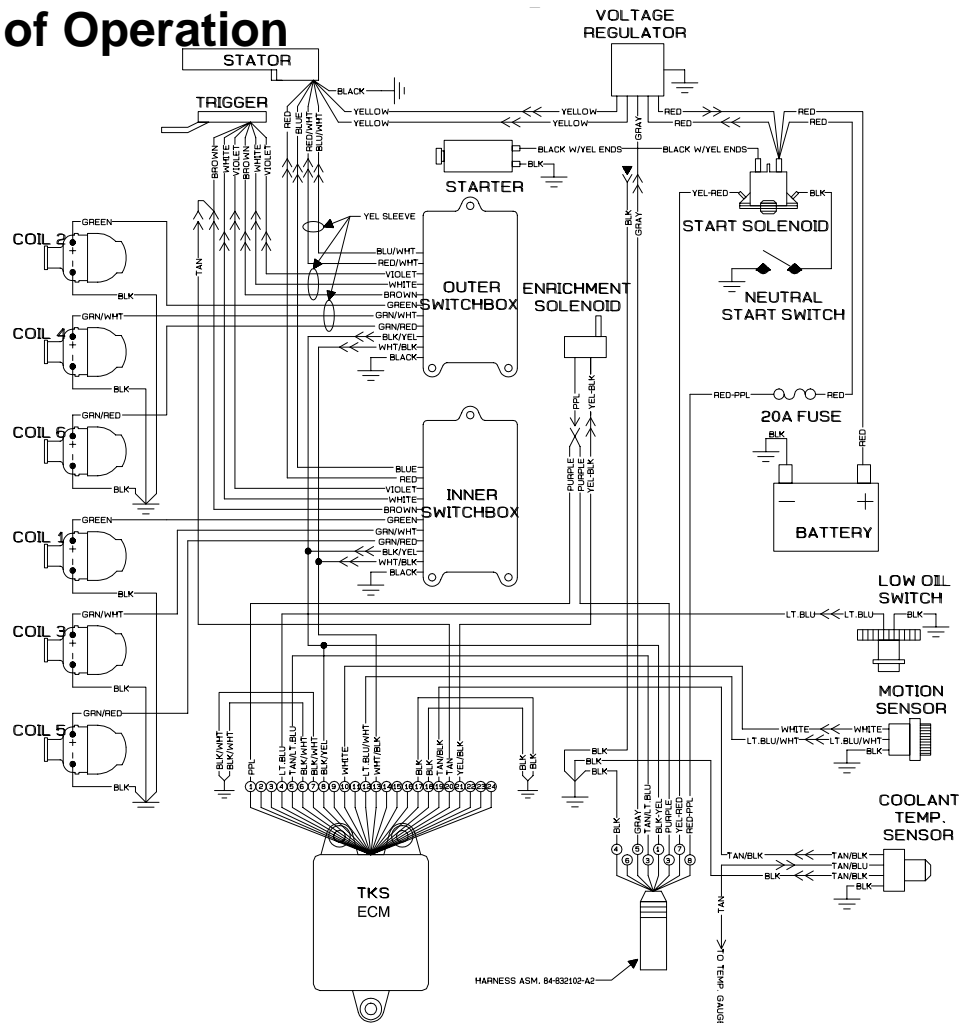 of Operation
STATOR
VOLTAGE
REGULATOR
BLACK
TRIGGER
RED
BLUE
RED/WHT
BLU/WHT
YELLOW
YELLOW
YELLOW
YELLOW
GRAY
RED
RED
RED
RED
BROWN
WHITE
VIOLET
BROWN
WHITE
VIOLET
BLACK W/YEL ENDS
BLACK W/YEL ENDS
BLK
STARTER
BLK
GRAY
YEL-RED
BLK
START SOLENOID
YEL SLEEVE
NEUTRAL
START SWITCH
TAN
COIL 2
GREEN
BLK
COIL 4
GRN/WHT
BLK
COIL 6
GRN/RED
BLK
BLU/WHT
RED/WHT
VIOLET
WHITE
BROWN
GREEN
GRN/WHT
GRN/RED
BLK/YEL
WHT/BLK
BLACK
OUTER
SWITCHBOX
ENRICHMENT
SOLENOID
PPL
YEL-BLK
PURPLE
PURPLE
YEL-BLK
RED-PPL
RED
20A FUSE
BLK
RED
BATTERY
BLUE
RED
VIOLET
WHITE
BROWN
GREEN
GRN/WHT
GRN/RED
BLK/YEL
WHT/BLK
BLACK
INNER
SWITCHBOX
COIL 1
GREEN
BLK
COIL 3
GRN/WHT
BLK
COIL 5
GRN/RED
BLK
LOW OIL
SWITCH
LT.BLU
LT.BLU
BLK
MOTION
SENSOR
WHITE
WHITE
LT.BLU/WHT
LT.BLU/WHT
BLK
BLK/WHT
BLK/WHT
PPL
LT.BLU
TAN/LT.BLU
BLK/WHT
BLK/WHT
BLK/YEL
WHITE
LT.BLU/WHT
WHT/BLK
BLK
BLK
TAN/BLK
TAN
YEL/BLK
BLK
BLK
1 2 3 4 5 6 7 8 9 10 11 12 13 14 15 16 17 18 19 20 21 22 23 24
BLK
BLK
BLK
BLK
GRAY
TAN/LT.BLU
BLK-YEL
PURPLE
YEL-RED
RED-PPL
4 5 1 7
6 3 3 8
COOLANT
TEMP.
SENSOR
TAN/BLK
TAN/BLK
TAN/BLU
BLK
TAN/BLK
BLK
TAN
TO TEMP. GAUGE
TKS
ECM
HARNESS ASM. 84-832102-A2